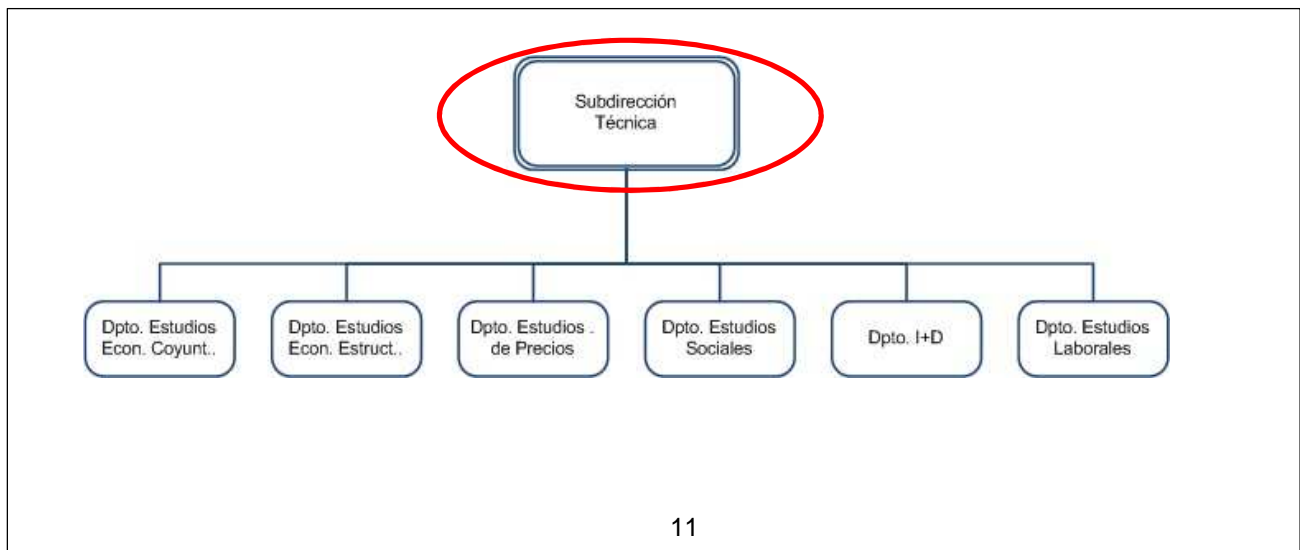 Subdirección
Técnica
Dpto. Estudios
Econ. Coyunt..
Dpto. Estudios
Econ. Estruct..
Dpto. Estudios .
de Precios
Dpto. Estudios
Sociales
Dpto. I+D
Dpto. Estudios
Laborales
11